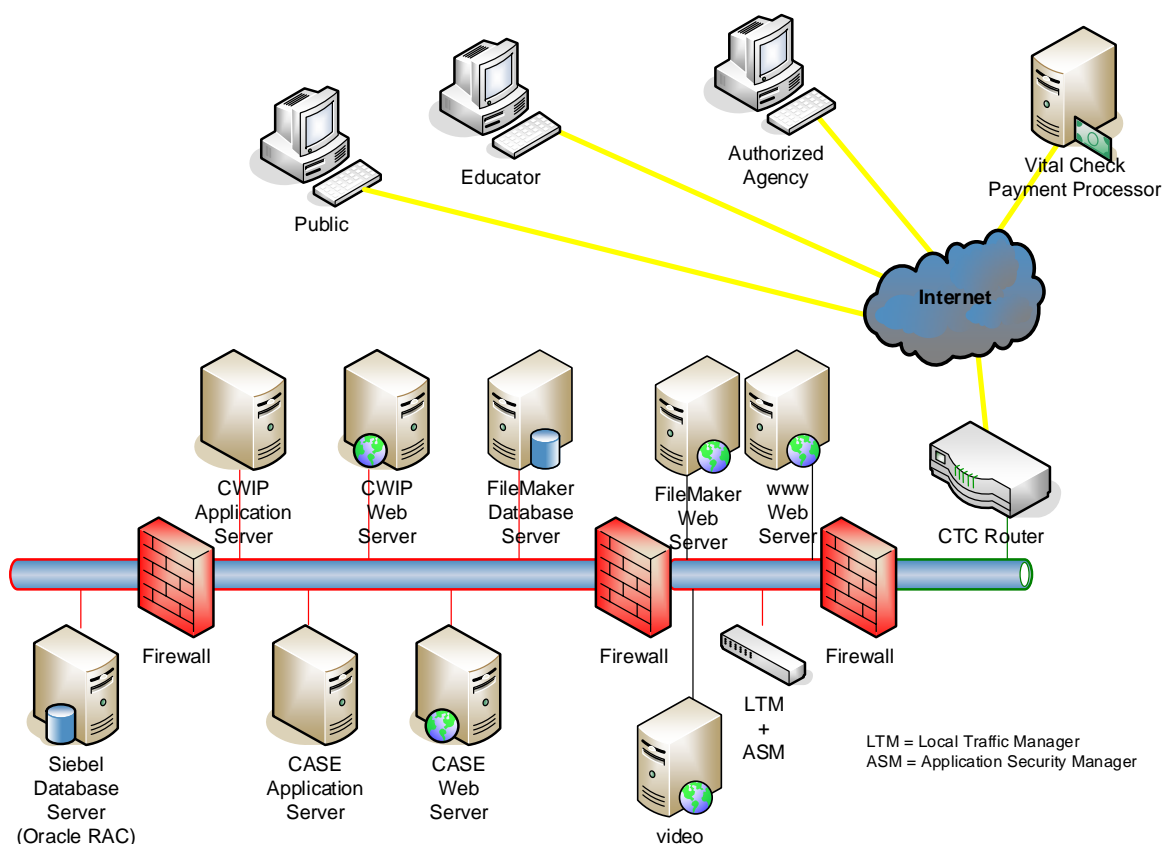 Public
Educator
Authorized
Agency
Vital Check
Payment Processor
Internet
CWIP
Application
Server
CWIP
Web
Server
FileMaker
Database
Server
FileMaker
Web
Server
www
Web
Server
CTC Router
Firewall
Firewall
Firewall
Siebel
Database
Server
(Oracle RAC)
CASE
Application
Server
CASE
Web
Server
LTM
+
ASM
video
LTM = Local Traffic Manager
ASM = Application Security Manager